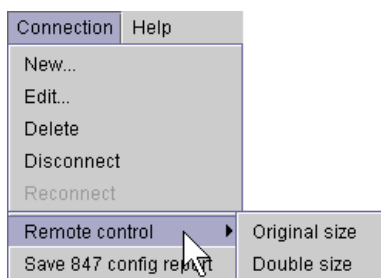 Connection Help
New...
Edit...
Delete
Disconnect
Reconnect
Remote control Original size
Save 847 config report Double size